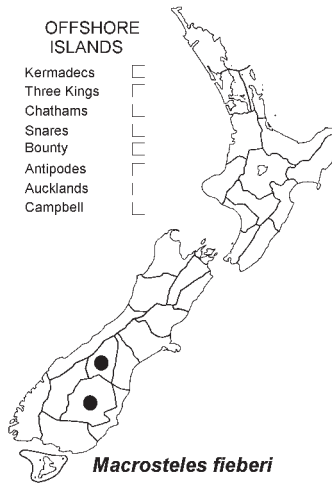 OFFSHORE
ISLANDS
Kermadecs
Three Kings
Chathams
Snares
Bounty
Antipodes
Aucklands
Campbell
Macrosteles fieberi